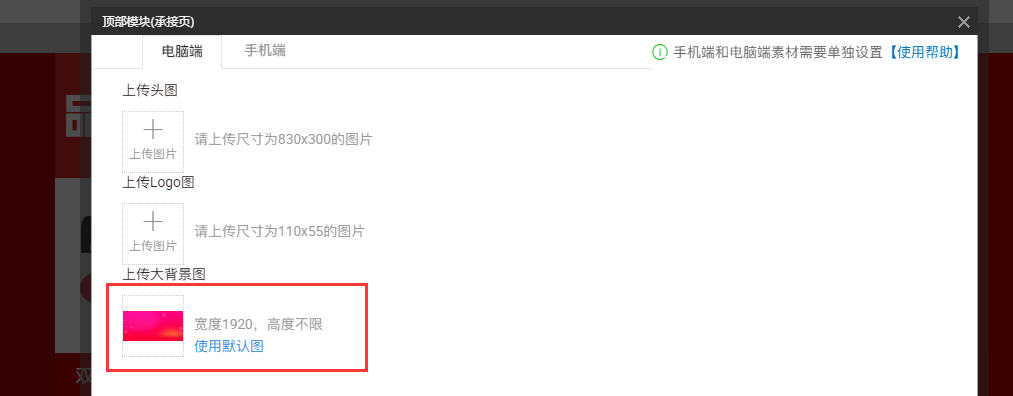 顶部模块(承接页)
电脑端
手机端
手机端和电脑端素材需要单独设置【使用帮助】
上传头图
上传图片
请上传尺寸为830x300的图片
上传Logo图
上传图片
请上传尺寸为110x55的图片
上传大背景图
宽度1920，高度不限
使用默认图